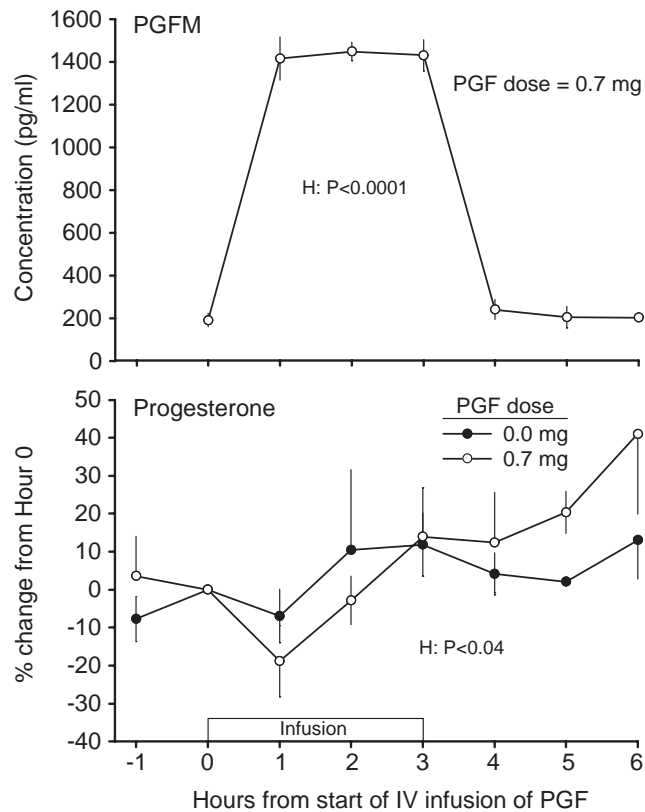 PGFM
PGF dose = 0.7 mg
H: P<0.0001
Concentration (pg/ml)
1600
1400
1200
1000
800
600
400
200
0
Progesterone
PGF dose
0.0 mg
0.7 mg
H: P<0.04
Infusion
% change from Hour 0
50
40
30
20
10
0
-10
-20
-30
-40
-1 0 1 2 3 4 5 6
Hours from start of IV infusion of PGF